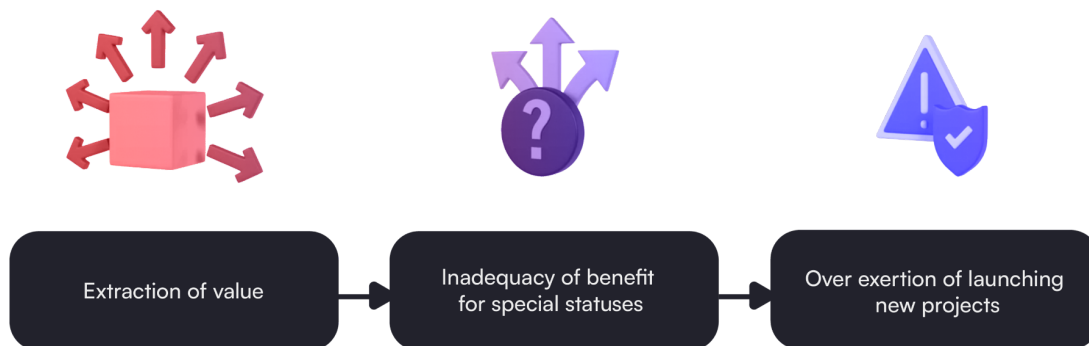 ?
!
Extraction of value
Inadequacy of benefit
for special statuses
Over exertion of launching
new projects